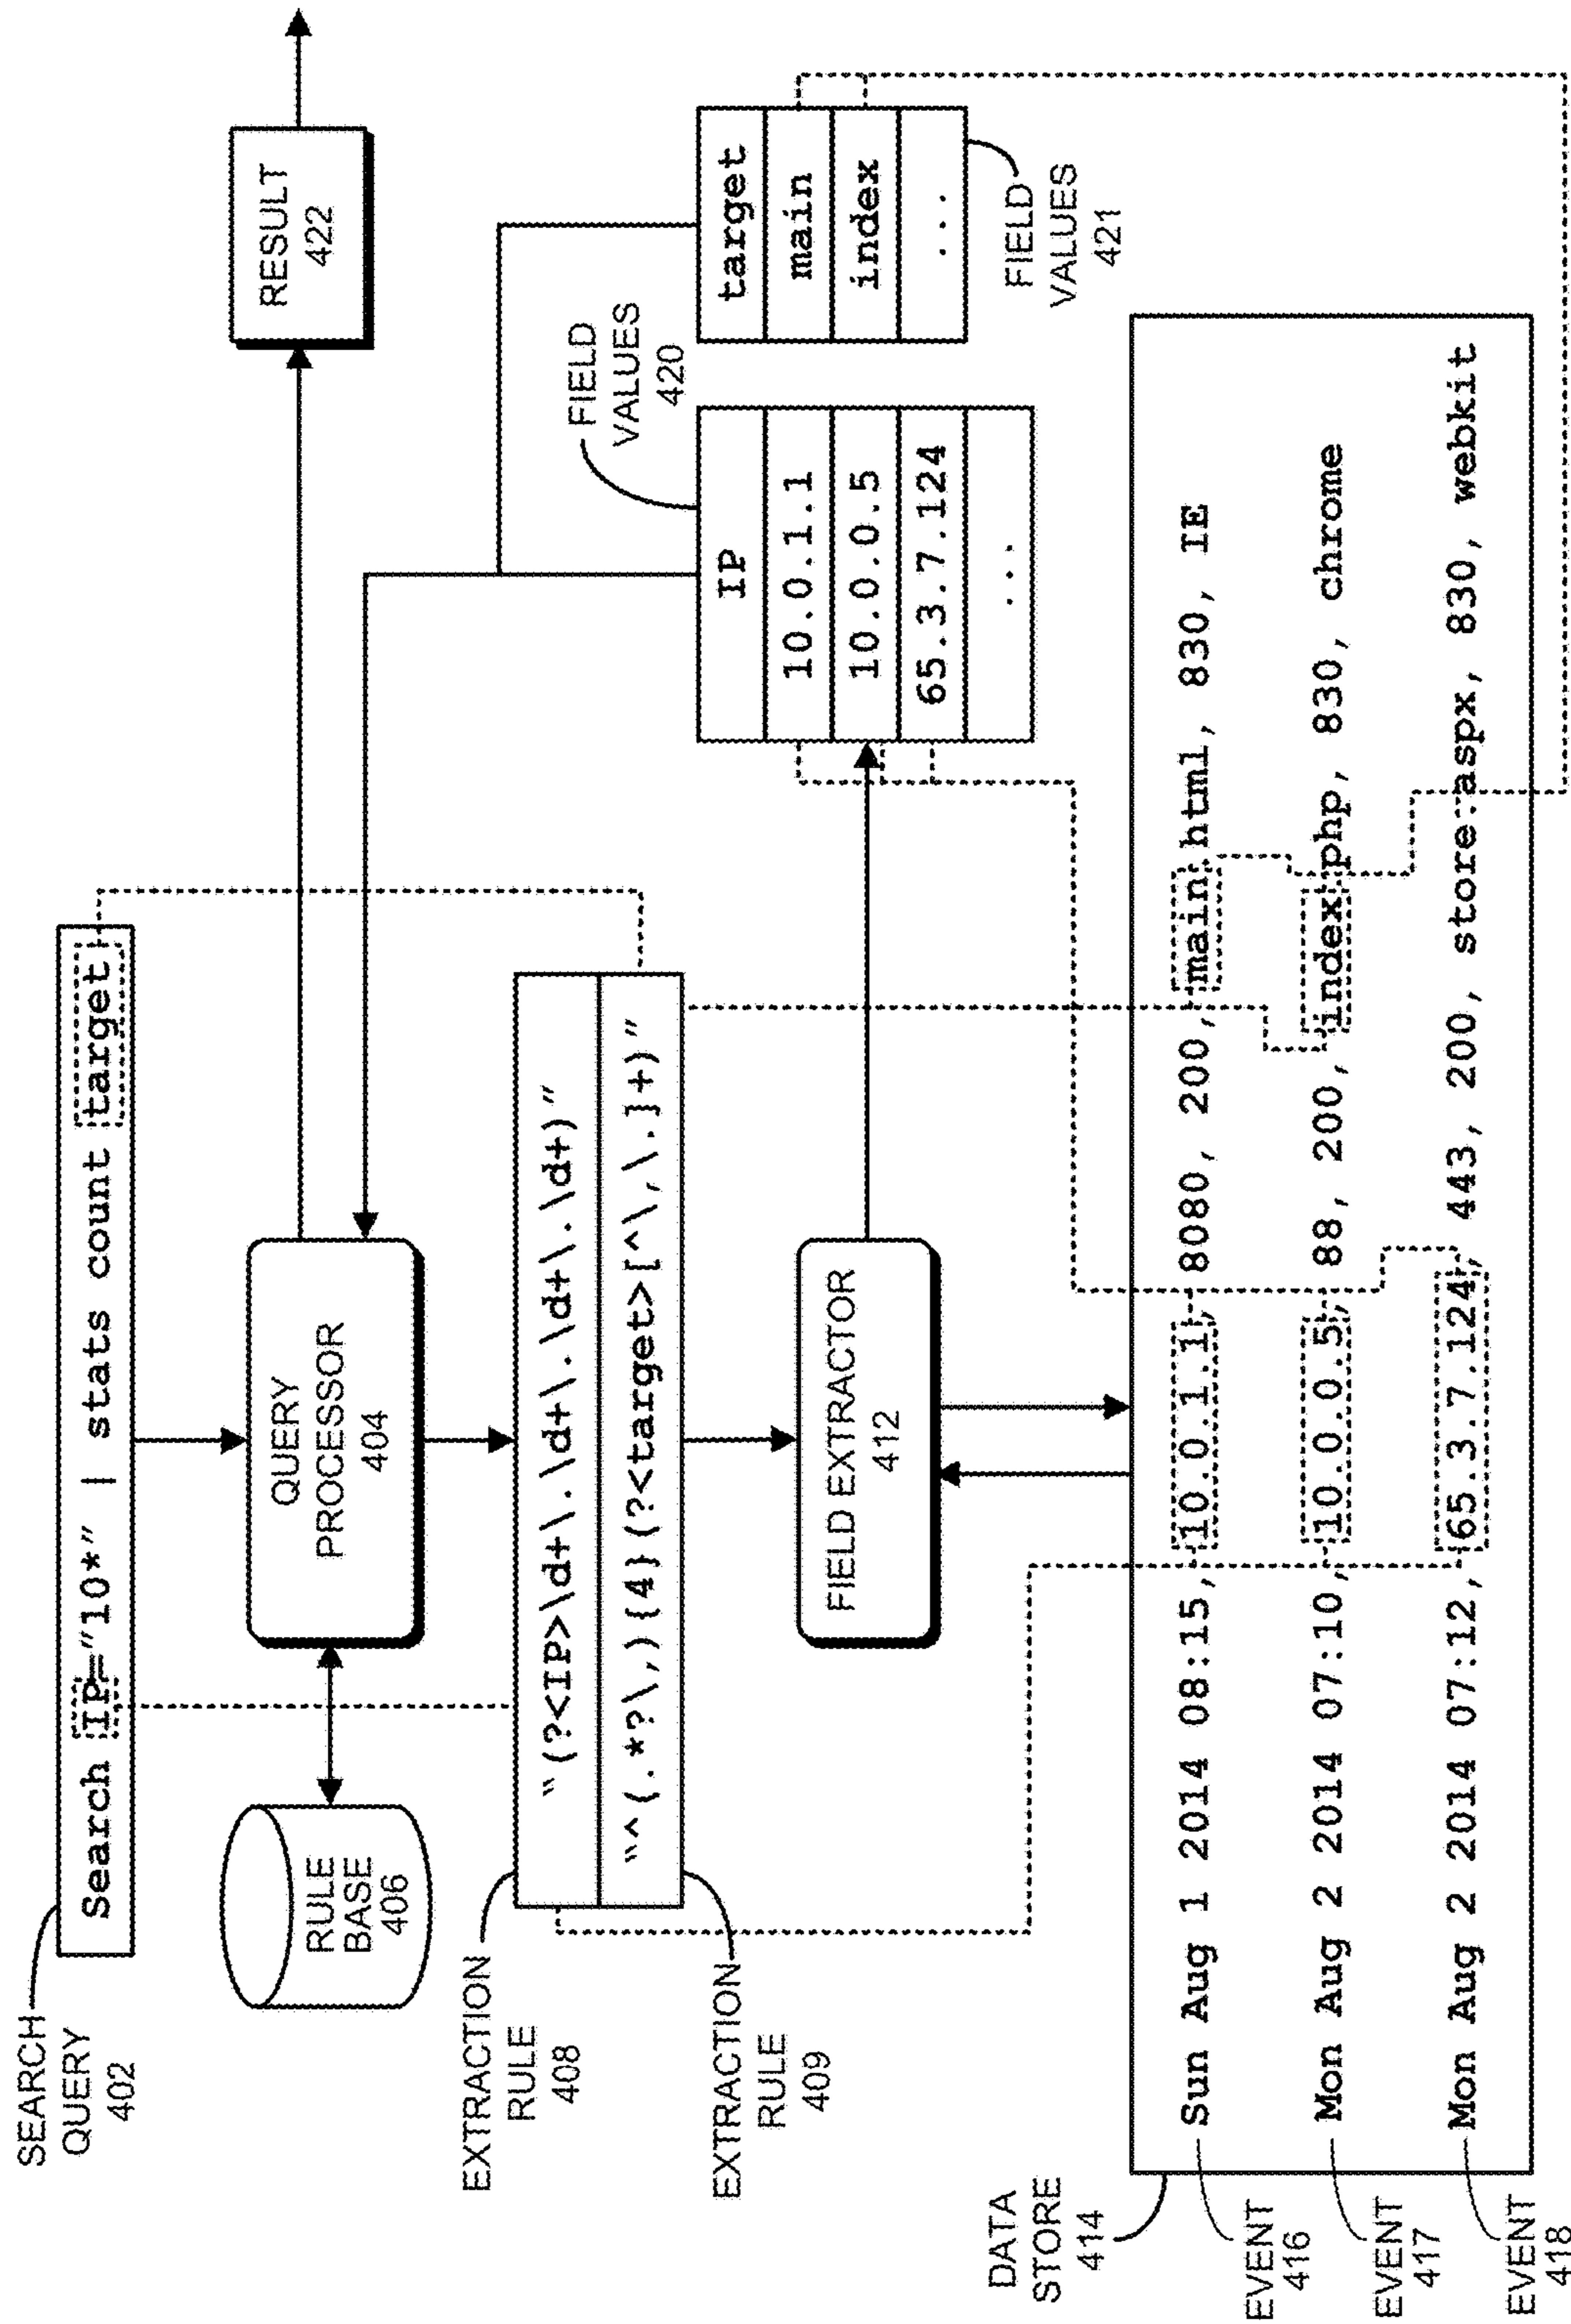 SEARCH
QUERY
402
Search IP="10*" | stats count target
RULE
BASE
406
QUERY
PROCESSOR
404
RESULT
422
EXTRACTION
RULE
408
"(?<IP>\d+\.\d+\.\d+\.\d+)"
"^(.*?\,){4}(?<target>[^\,\.]+)"
EXTRACTION
RULE
409
FIELD EXTRACTOR
412
FIELD
VALUES
420
IP
10.0.1.1
10.0.0.5
65.3.7.124
...
target
main
index
...
FIELD
VALUES
421
DATA
STORE
414
Sun Aug 1 2014 08:15, 10.0.1.1, 8080, 200, main.html, 830, IE
EVENT
416
Mon Aug 2 2014 07:10, 10.0.0.5, 88, 200, index.php, 830, chrome
EVENT
417
Mon Aug 2 2014 07:12, 65.3.7.124, 443, 200, store.aspx, 830, webkit
EVENT
418